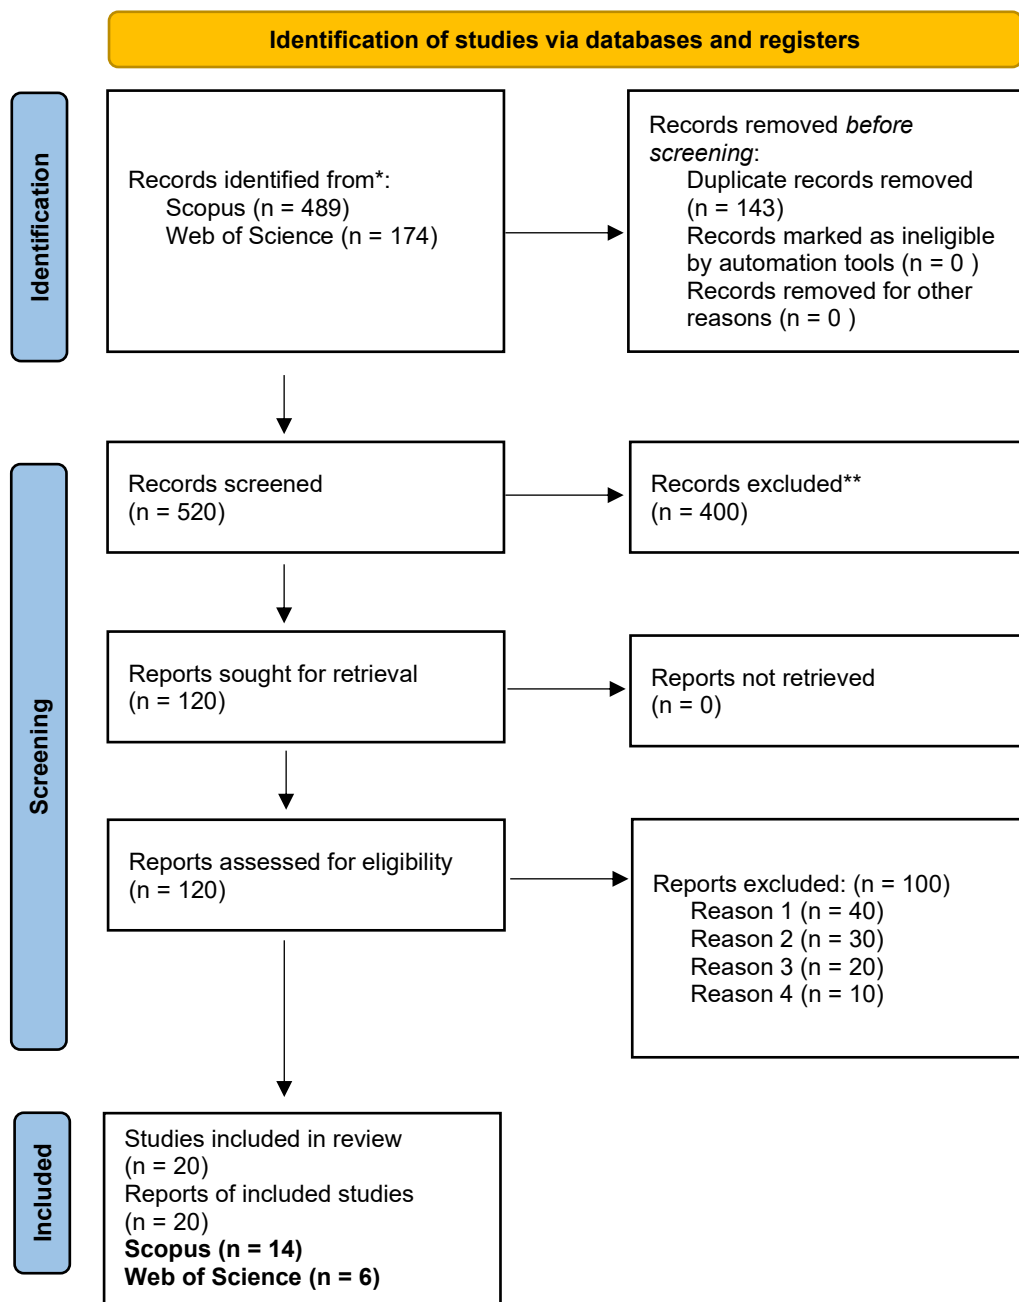 Identification of studies via databases and registers
Identification
Records identified from*:
Scopus (n = 489)
Web of Science (n = 174)
Records removed before
screening:
Duplicate records removed
(n = 143)
Records marked as ineligible
by automation tools (n = 0 )
Records removed for other
reasons (n = 0 )
Screening
Records screened
(n = 520)
Records excluded**
(n = 400)
Reports sought for retrieval
(n = 120)
Reports not retrieved
(n = 0)
Reports assessed for eligibility
(n = 120)
Reports excluded: (n = 100)
Reason 1 (n = 40)
Reason 2 (n = 30)
Reason 3 (n = 20)
Reason 4 (n = 10)
Included
Studies included in review
(n = 20)
Reports of included studies
(n = 20)
Scopus (n = 14)
Web of Science (n = 6)